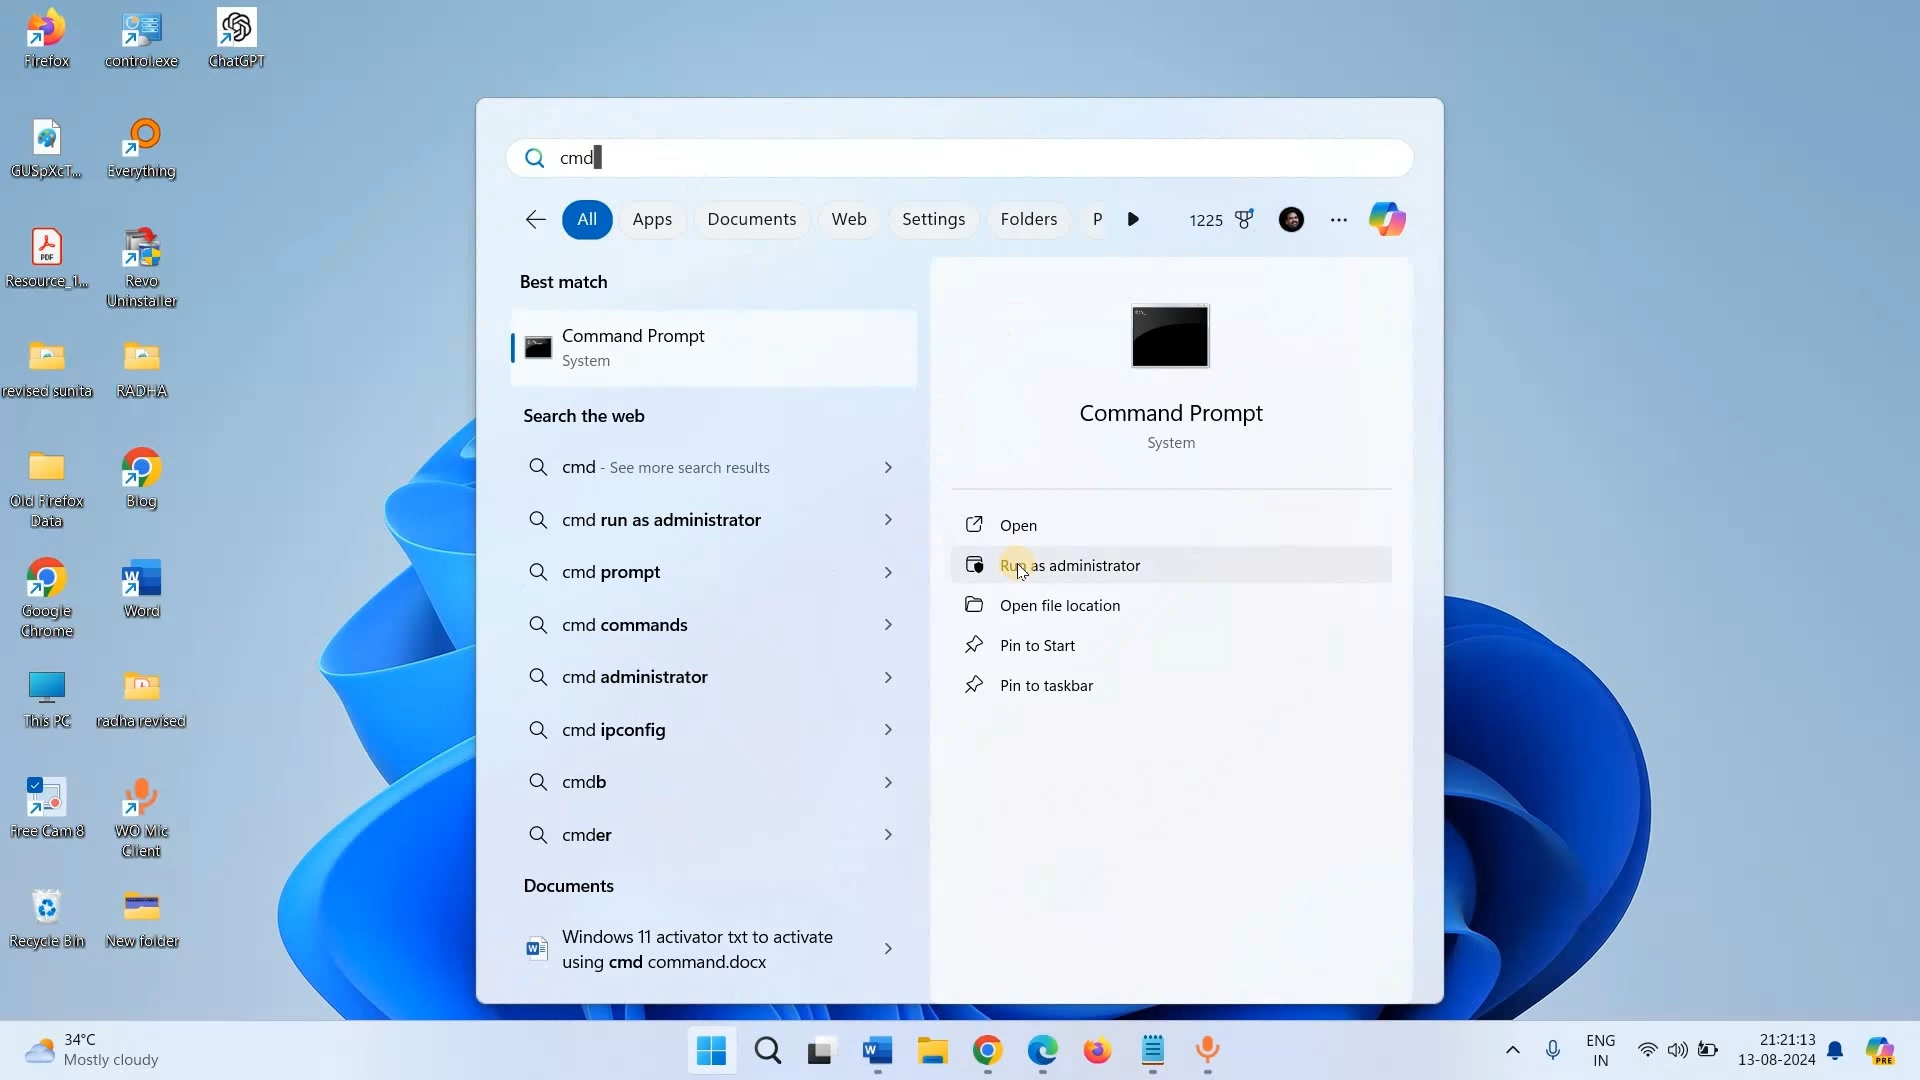 Firefox
control.exe
ChatGPT
GUSpXcT...
Everything
Resource_1...
Revo
Uninstaller
revised sunita
RADHA
Old Firefox
Data
Blog
Google
Chrome
Word
This PC
radha revised
Free Cam 8
WO Mic
Client
Recycle Bin
New folder
cmd
All
Apps
Documents
Web
Settings
Folders
P
1225
Best match
Command Prompt
System
Search the web
cmd - See more search results
cmd run as administrator
cmd prompt
cmd commands
cmd administrator
cmd ipconfig
cmdb
cmder
Documents
Windows 11 activator txt to activate
using cmd command.docx
Command Prompt
System
Open
Run as administrator
Open file location
Pin to Start
Pin to taskbar
34°C
Mostly cloudy
ENG
IN
21:21:13
13-08-2024
PRE